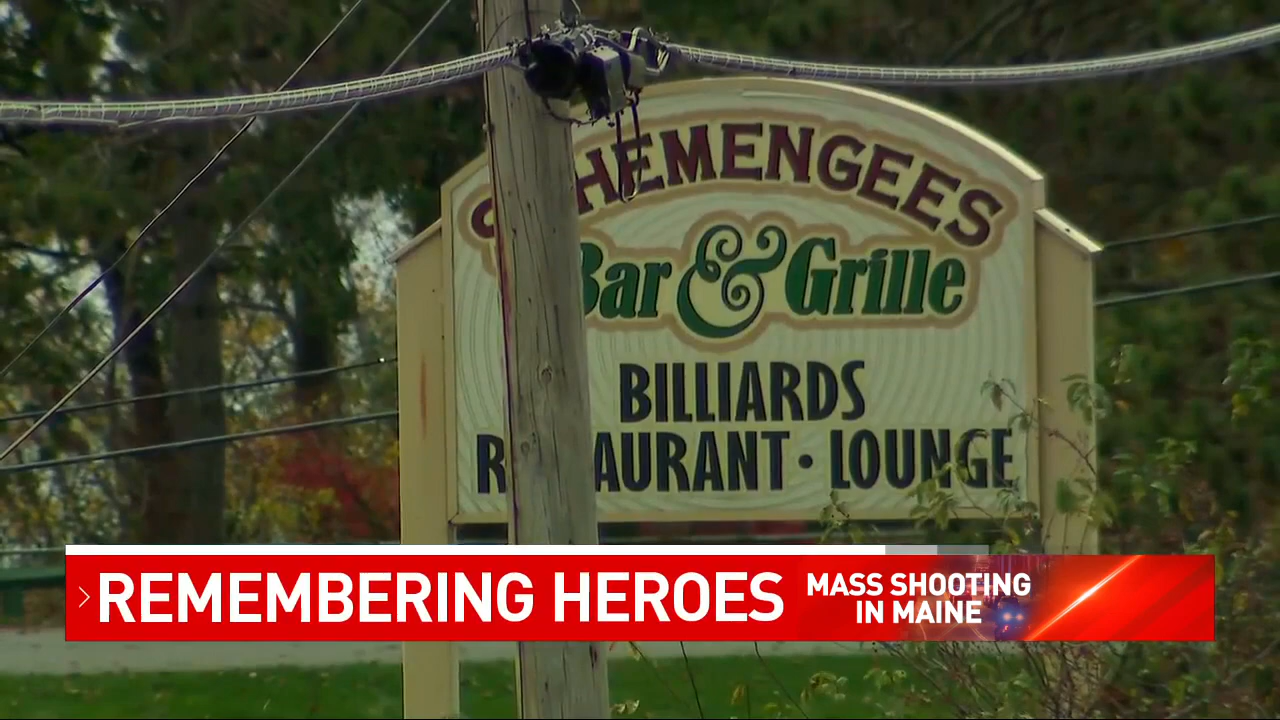 HEMENGEES
Bar & Grille
BILLIARDS
R AURANT • LOUNGE
REMEMBERING HEROES
MASS SHOOTING
IN MAINE